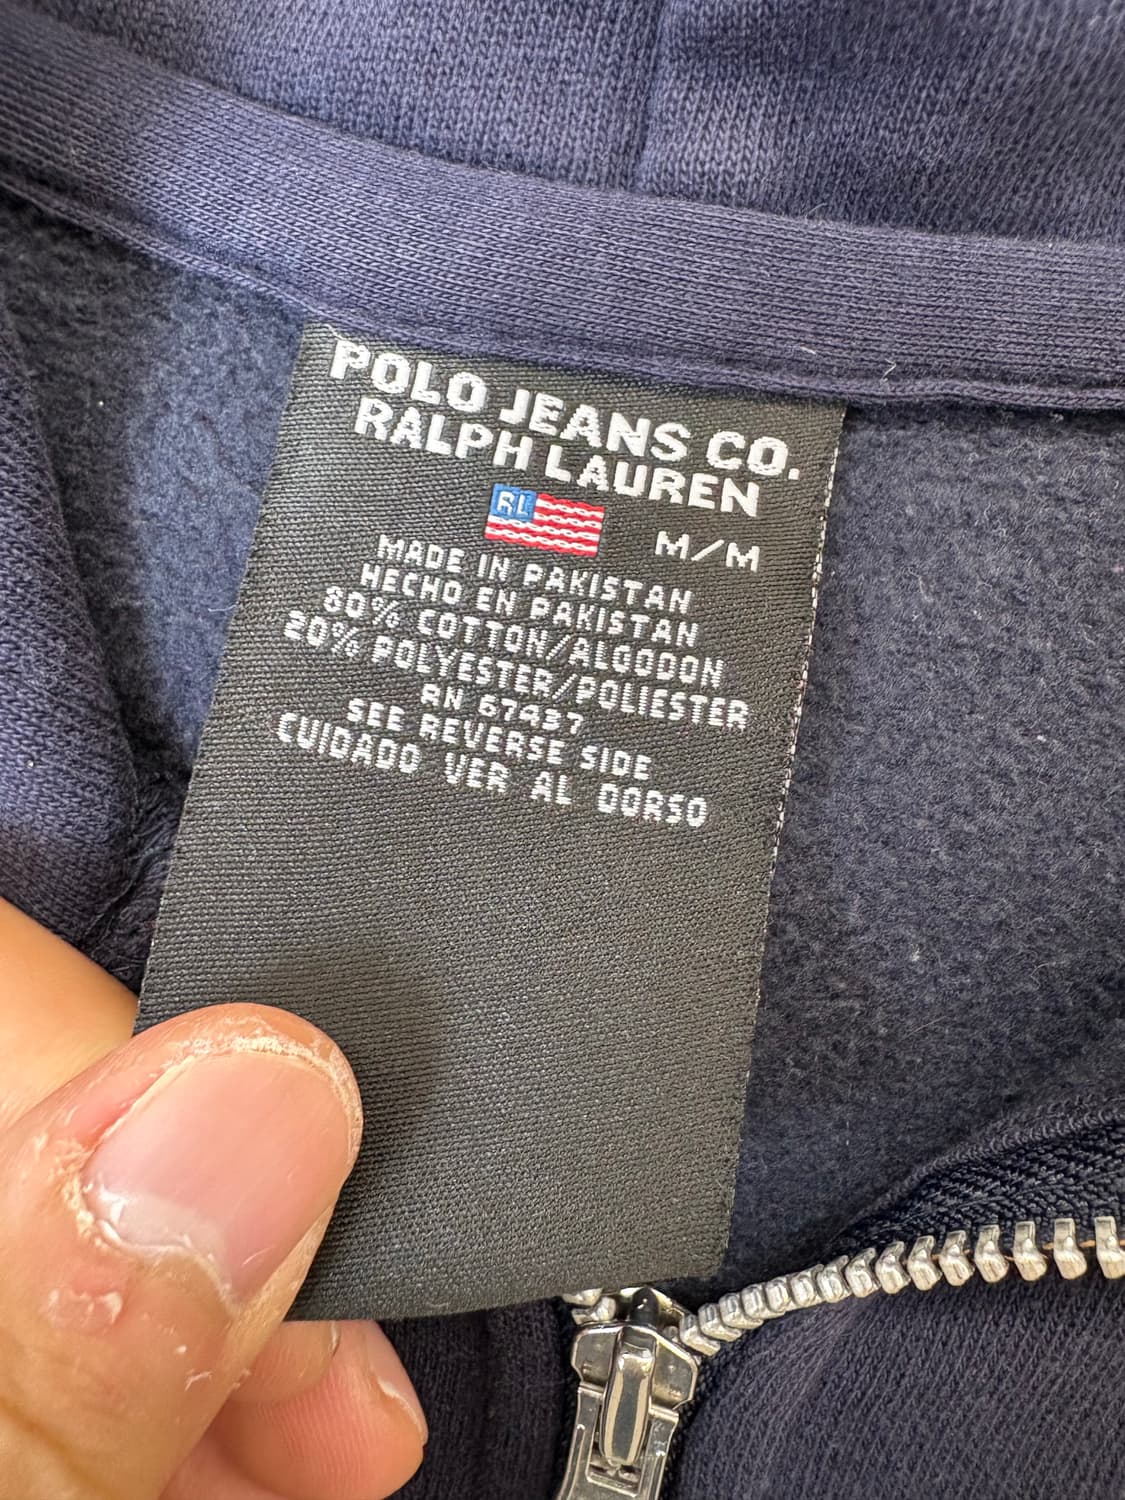 POLO JEANS CO.
RALPH LAUREN
RL
M/M
MADE IN PAKISTAN
HECHO EN PAKISTAN
80% COTTON/ALGODON
20% POLYESTER/POLIESTER
RN 67497
SEE REVERSE SIDE
CUIDADO VER AL DORSO